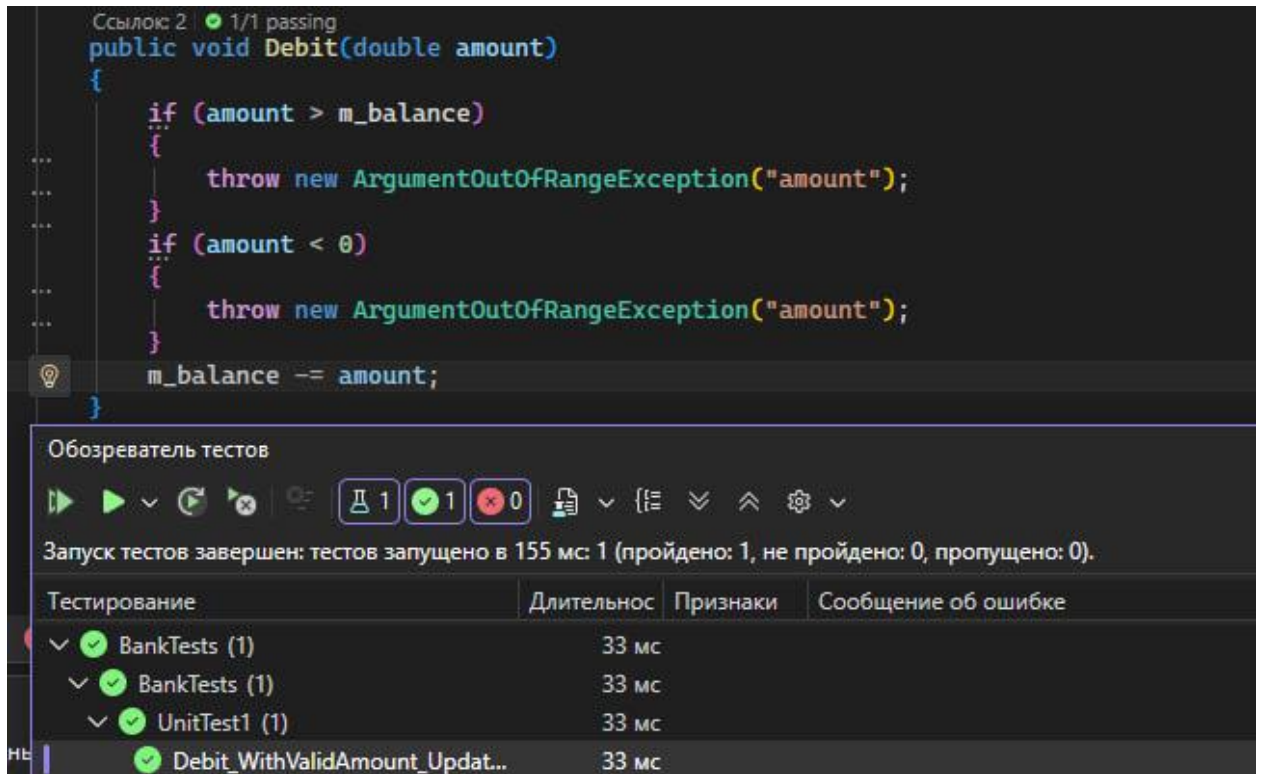 Ссылок: 2 | 1/1 passing
public void Debit(double amount)
{
if (amount > m_balance)
{
throw new ArgumentOutOfRangeException("amount");
}
if (amount < 0)
{
throw new ArgumentOutOfRangeException("amount");
}
m_balance -= amount;
}
Обозреватель тестов
1 1 0
Запуск тестов завершен: тестов запущено в 155 мс: 1 (пройдено: 1, не пройдено: 0, пропущено: 0).
Тестирование Длительнос Признаки Сообщение об ошибке
BankTests (1) 33 мс
BankTests (1) 33 мс
UnitTest1 (1) 33 мс
Debit_WithValidAmount_Updat... 33 мс